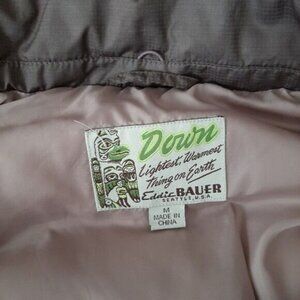 Down
Lightest, Warmest
Thing on Earth
Eddie BAUER
SEATTLE, U.S.A.
M
MADE IN
CHINA